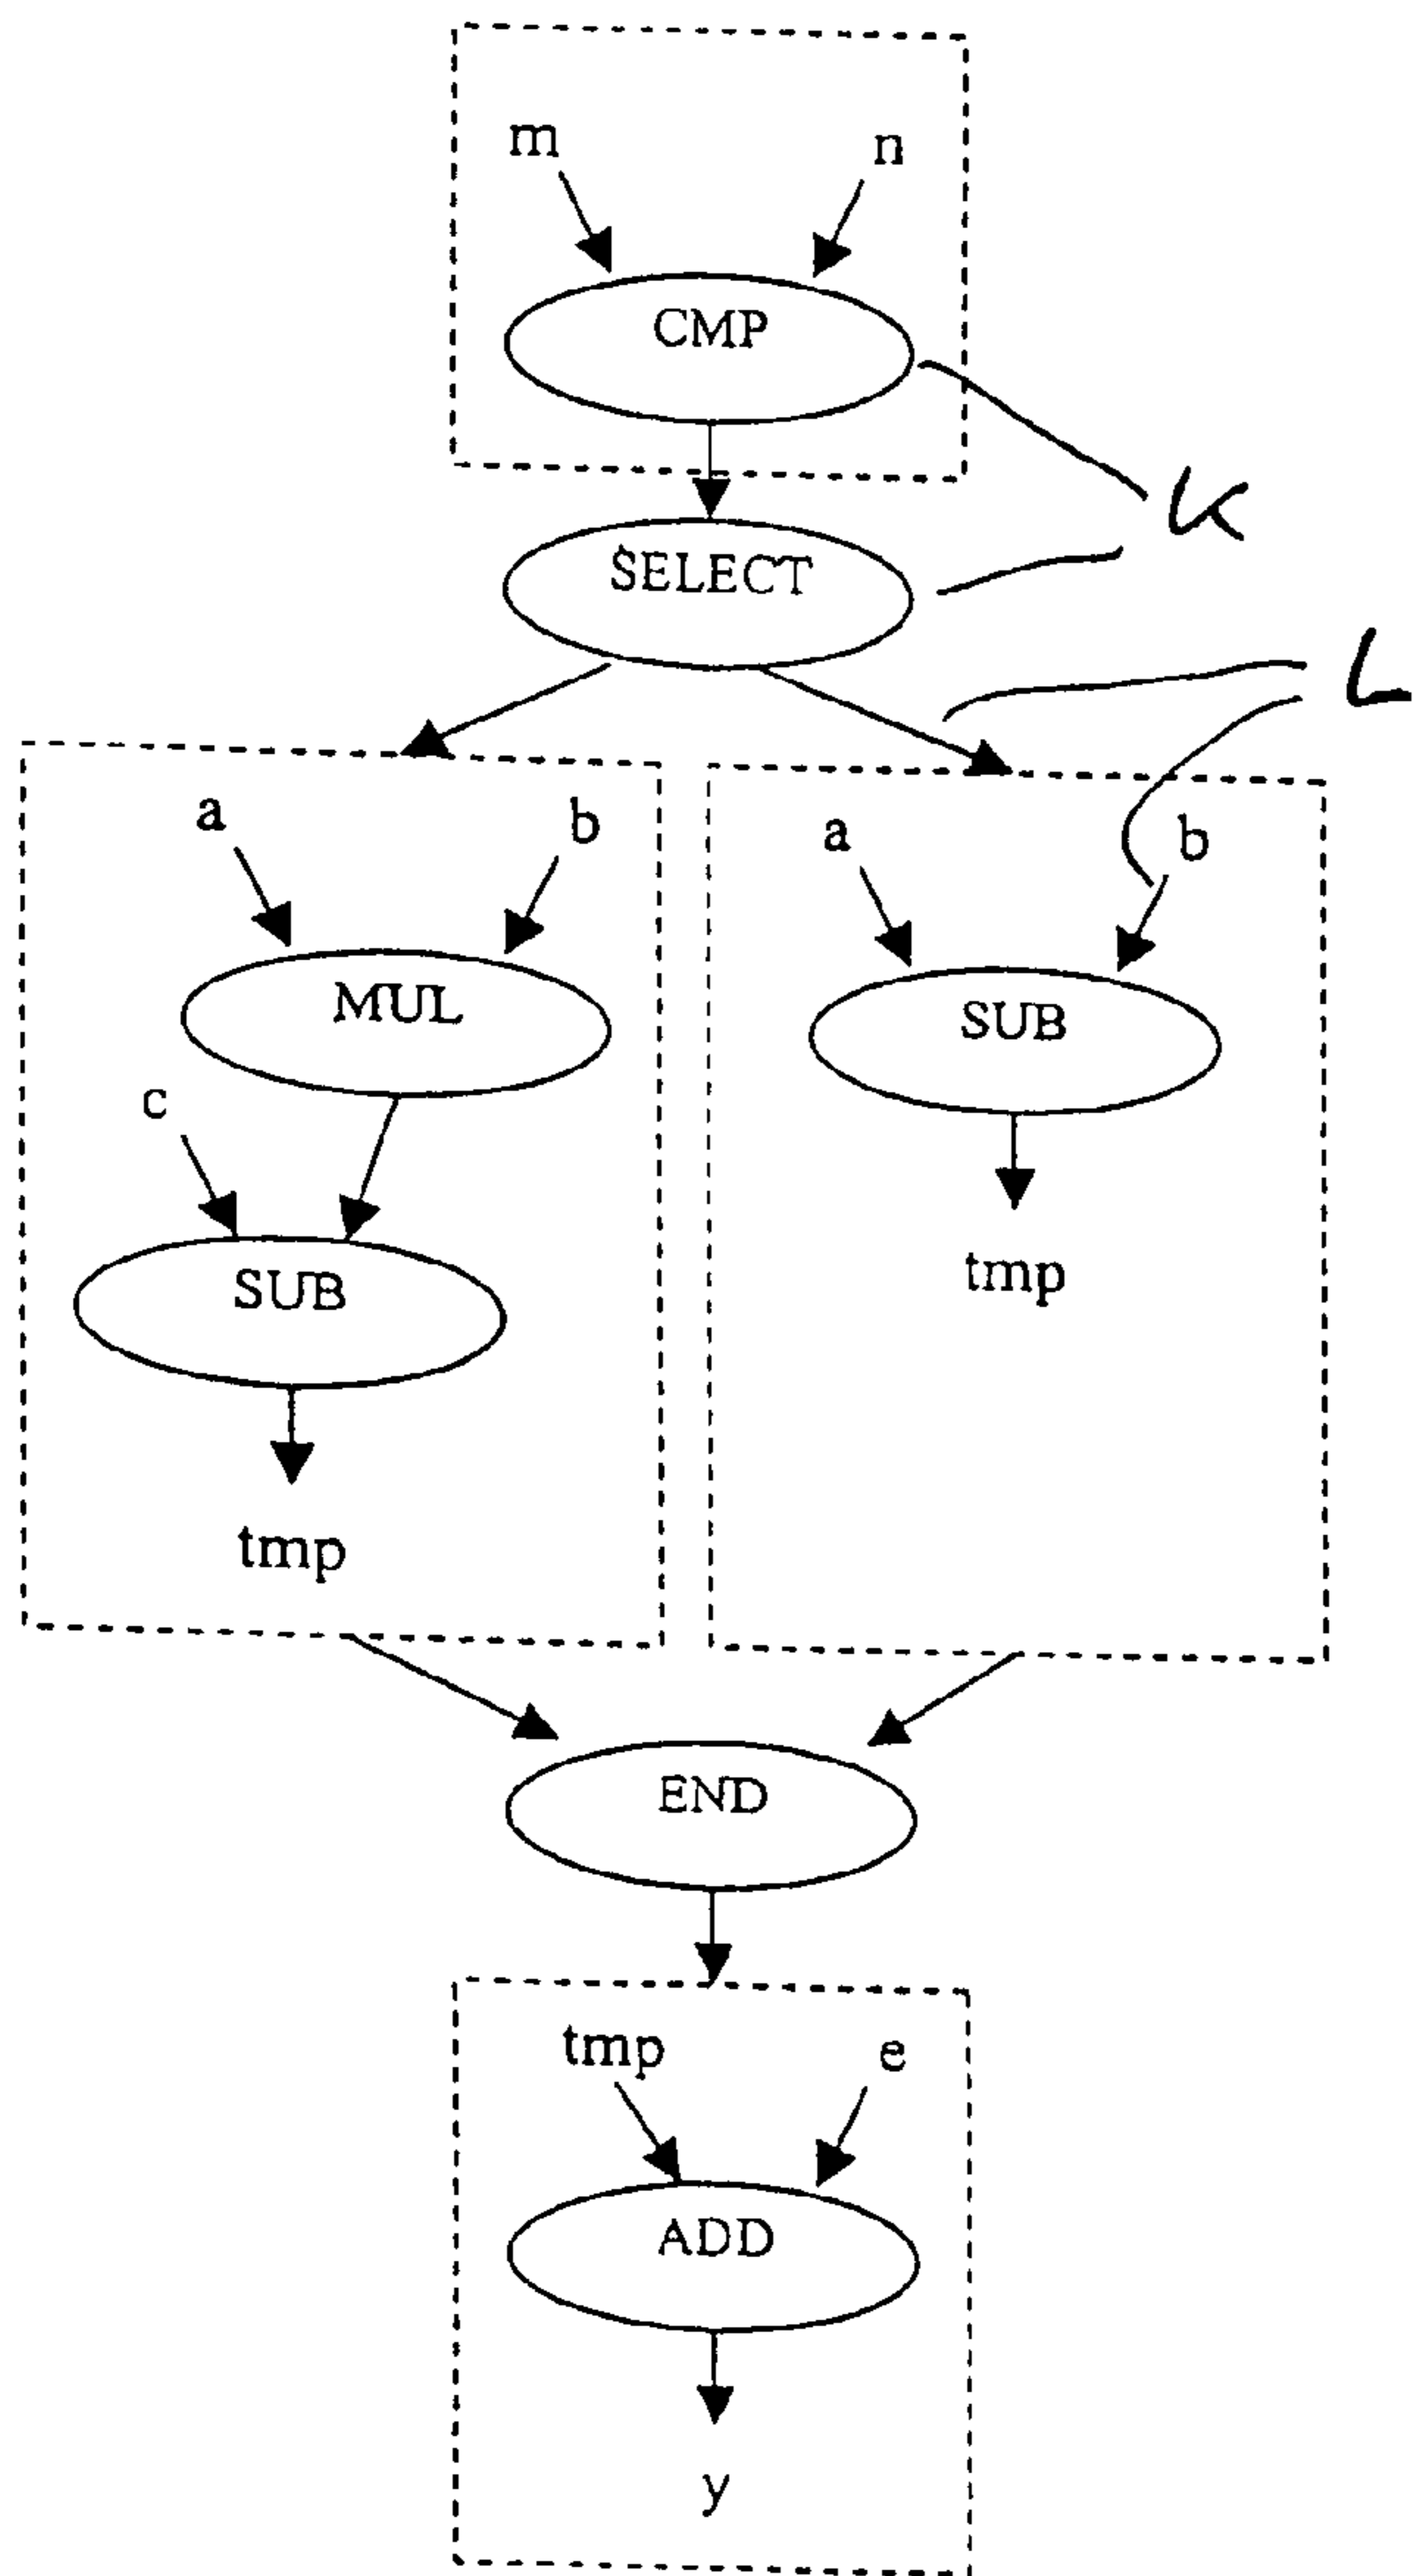 m n
CMP
K
SELECT
L
a b
a b
MUL
SUB
c
tmp
SUB
tmp
END
tmp e
ADD
y